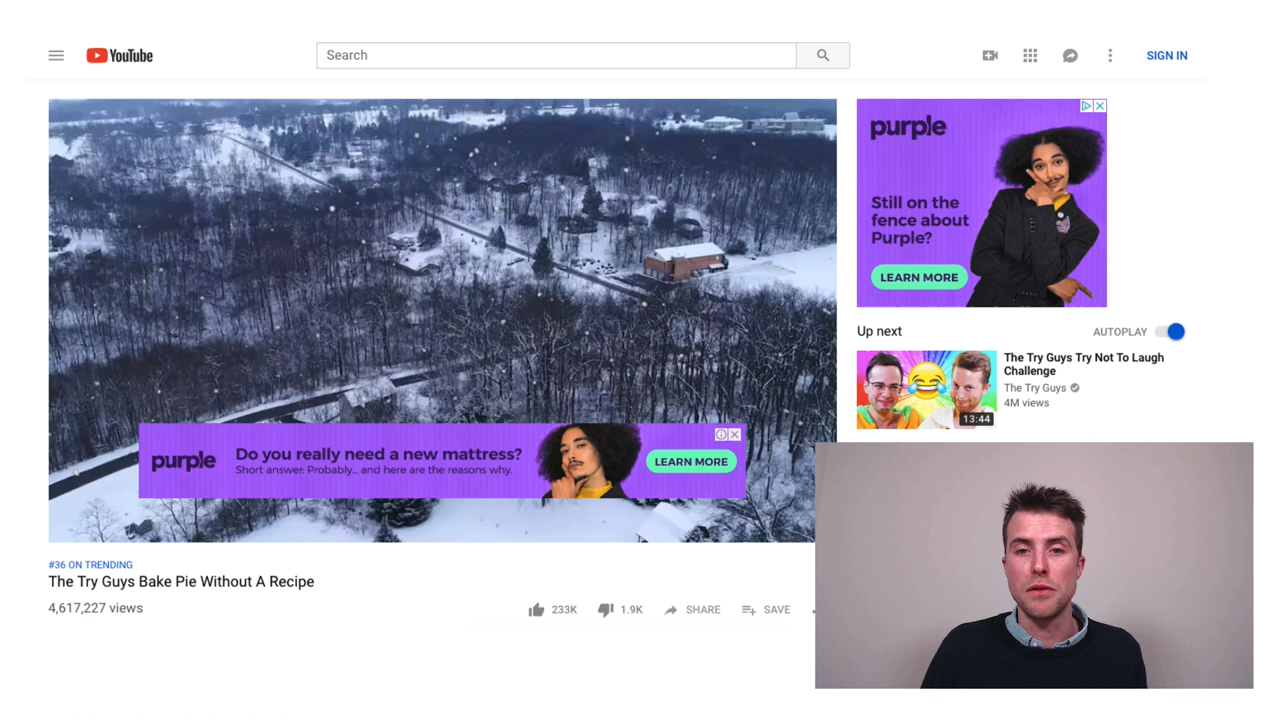 YouTube
Search
SIGN IN
purple
Still on the
fence about
Purple?
LEARN MORE
Up next
AUTOPLAY
The Try Guys Try Not To Laugh
Challenge
The Try Guys
4M views
13:44
purple
Do you really need a new mattress?
Short answer: Probably... and here are the reasons why.
LEARN MORE
#36 ON TRENDING
The Try Guys Bake Pie Without A Recipe
4,617,227 views
233K
1.9K
SHARE
SAVE